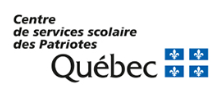 Centre
de services scolaire
des Patriotes
Québec